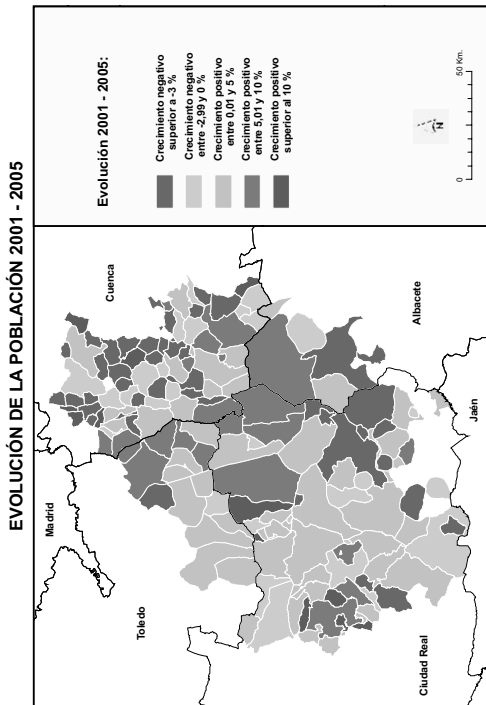 EVOLUCIÓN DE LA POBLACIÓN 2001 - 2005
Madrid
Toledo
Cuenca
Ciudad Real
Jaén
Albacete
Evolución 2001 - 2005:
Crecimiento negativo
superior a -3 %
Crecimiento negativo
entre -2,99 y 0 %
Crecimiento positivo
entre 0,01 y 5 %
Crecimiento positivo
entre 5,01 y 10 %
Crecimiento positivo
superior al 10 %
N
0
50 Km.